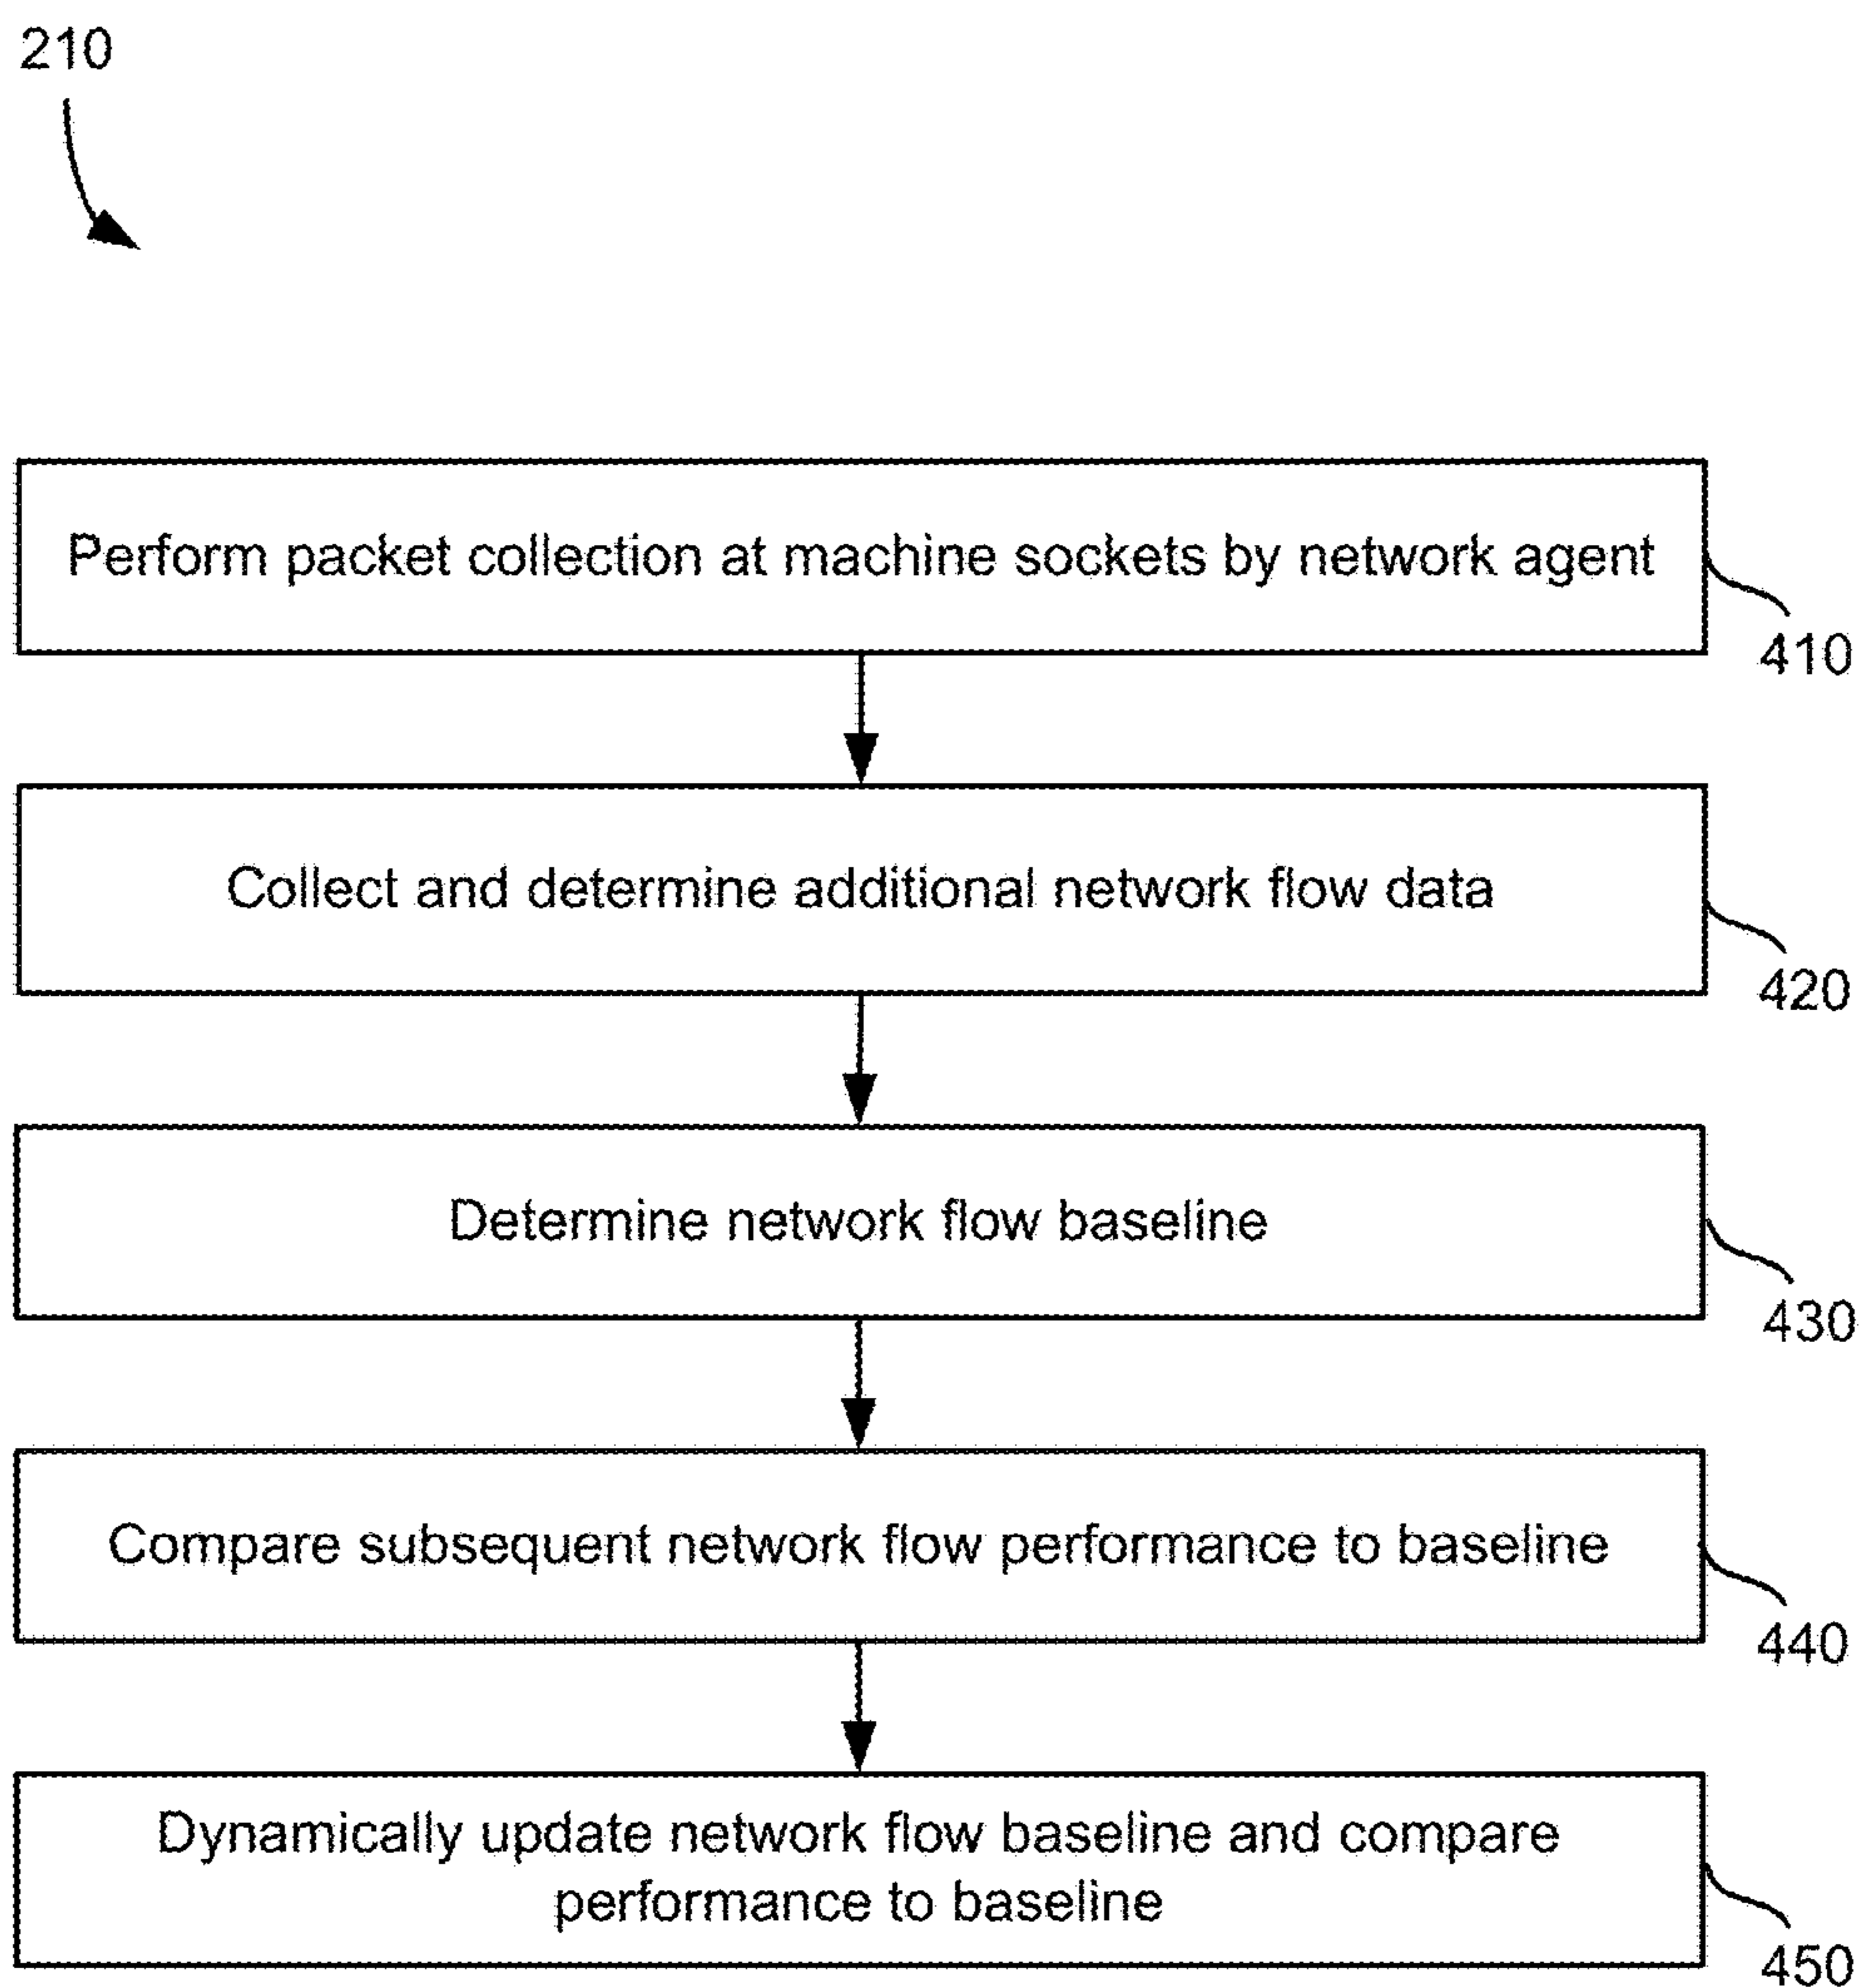 210
Perform packet collection at machine sockets by network agent
410
Collect and determine additional network flow data
420
Determine network flow baseline
430
Compare subsequent network flow performance to baseline
440
Dynamically update network flow baseline and compare
performance to baseline
450